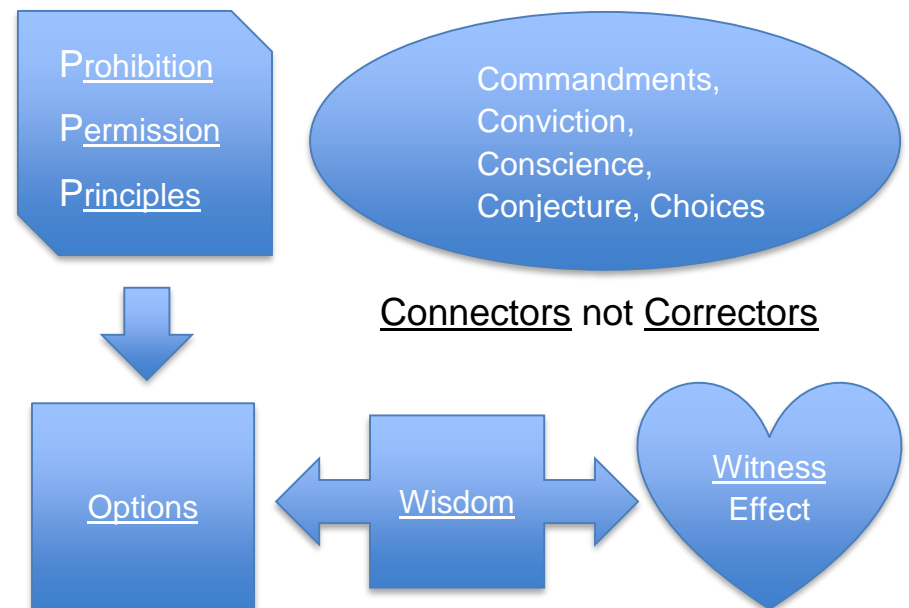 Prohibition
Permission
Principles
Commandments,
Conviction,
Conscience,
Conjecture, Choices
Connectors not Correctors
Options
Wisdom
Witness
Effect